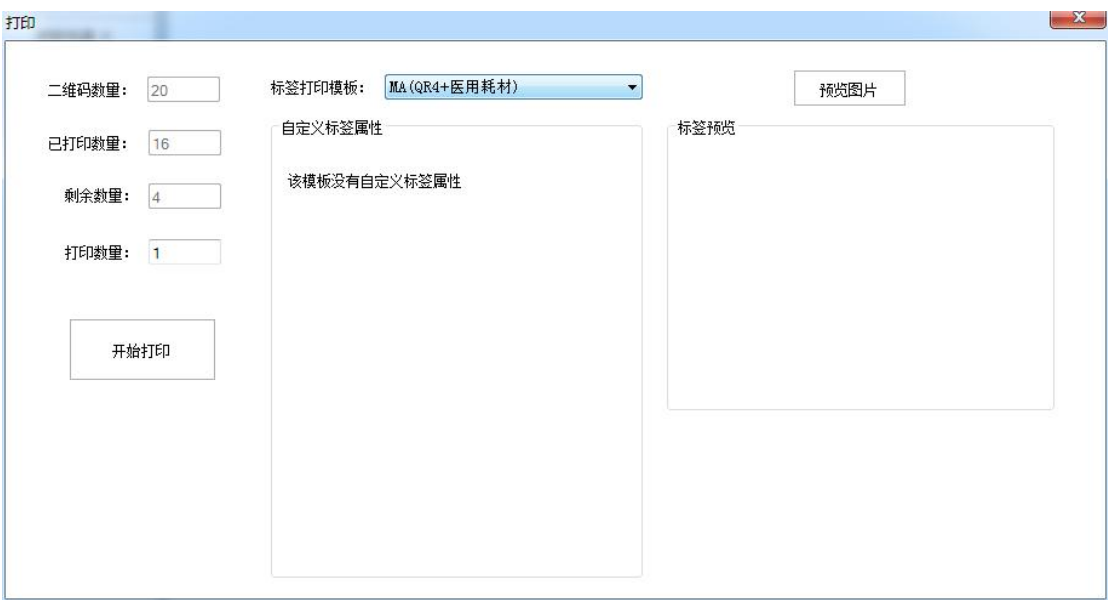 打印
x
二维码数量: 20
标签打印模板: MA(QR4+医用耗材)
预览图片
已打印数量: 16
自定义标签属性
标签预览
该模板没有自定义标签属性
剩余数量: 4
打印数量: 1
开始打印